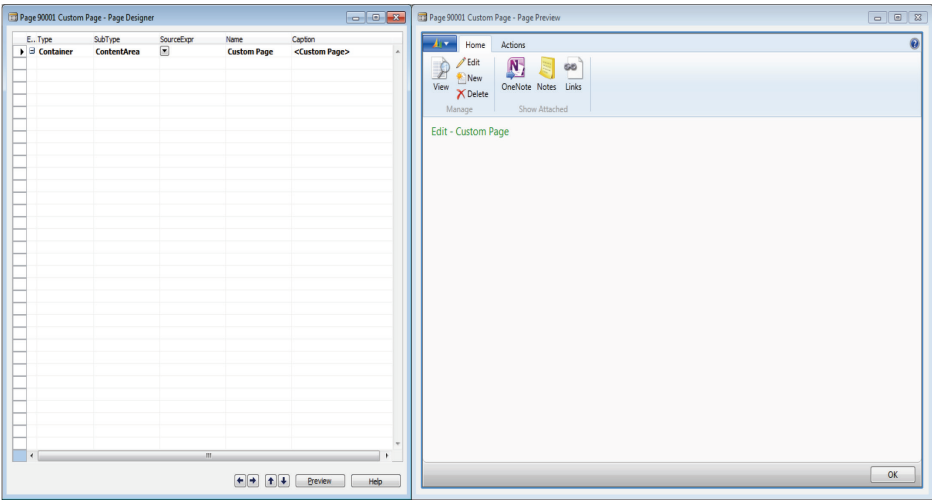 Page 90001 Custom Page - Page Designer
E.. Type SubType SourceExpr Name Caption
Container ContentArea Custom Page <Custom Page>
Preview Help
Page 90001 Custom Page - Page Preview
Home Actions
View
Edit
New
Delete
OneNote Notes Links
Manage Show Attached
Edit - Custom Page
OK